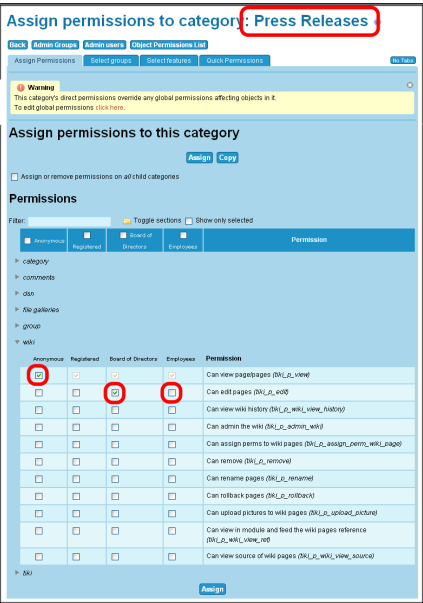 Assign permissions to category: Press Releases
Back Admin Groups Admin users Object Permissions List
Assign Permissions Select groups Select features Quick Permissions No Tabs
Warning
This category's direct permissions override any global permissions affecting objects in it.
To edit global permissions click here.
Assign permissions to this category
Assign Copy
Assign or remove permissions on all child categories
Permissions
Filter: Toggle sections Show only selected
Anonymous Registered Board of Directors Employees Permission
category
comments
dsn
file galleries
group
wiki
Anonymous Registered Board of Directors Employees Permission
Can view page/pages (tiki_p_view)
Can edit pages (tiki_p_edit)
Can view wiki history (tiki_p_wiki_view_history)
Can admin the wiki (tiki_p_admin_wiki)
Can assign perms to wiki pages (tiki_p_assign_perm_wiki_page)
Can remove (tiki_p_remove)
Can rename pages (tiki_p_rename)
Can rollback pages (tiki_p_rollback)
Can upload pictures to wiki pages (tiki_p_upload_picture)
Can view in module and feed the wiki pages reference
(tiki_p_wiki_view_ref)
Can view source of wiki pages (tiki_p_wiki_view_source)
tiki
Assign